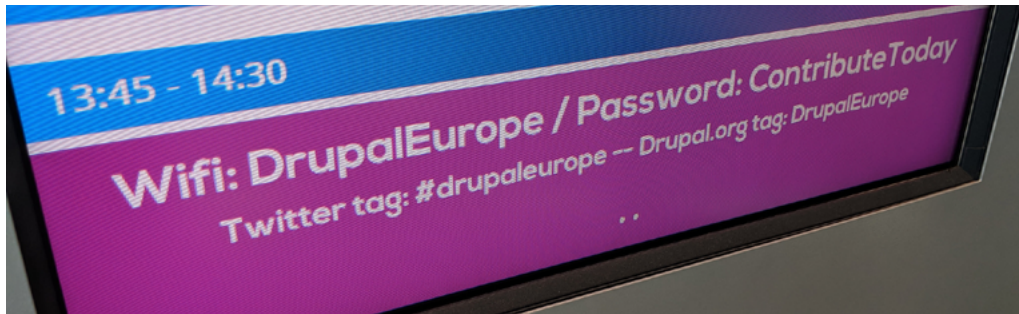 13:45 - 14:30
Wifi: DrupalEurope / Password: ContributeToday
Twitter tag: #drupaleurope -- Drupal.org tag: DrupalEurope
..